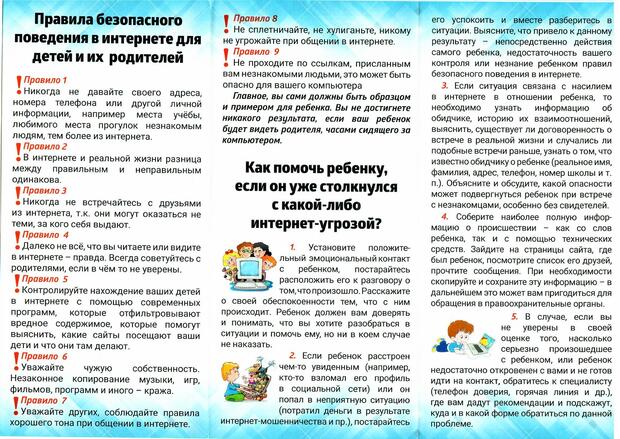 Правила безопасного
поведения в интернете для
детей и их родителей
Правило 1
Никогда не давайте своего адреса,
номера телефона или другой личной
информации, например места учёбы,
любимого места прогулок незнакомым
людям, тем более из интернета.
Правило 2
В интернете и реальной жизни разница
между правильным и неправильным
одинакова.
Правило 3
Никогда не встречайтесь с друзьями
из интернета, т.к. они могут оказаться не
теми, за кого себя выдают.
Правило 4
Далеко не всё, что вы читаете или видите
в интернете – правда. Всегда советуйтесь с
родителями, если в чём то не уверены.
Правило 5
Контролируйте нахождение ваших детей
в интернете с помощью современных
программ, которые отфильтровывают
вредное содержимое, которые помогут
выяснить, какие сайты посещают ваши
дети и что они там делают.
Правило 6
Уважайте чужую собственность.
Незаконное копирование музыки, игр,
фильмов, программ и иного – кража.
Правило 7
Уважайте других, соблюдайте правила
хорошего тона при общении в интернете.
Правило 8
Не сплетничайте, не хулиганьте, никому
не угрожайте при общении в интернете.
Правило 9
Не проходите по ссылкам, присланным
вам незнакомыми людьми, это может быть
опасно для вашего компьютера
Главное, вы сами должны быть образцом
и примером для ребенка. Вы не достигнете
никакого результата, если ваш ребенок
будет видеть родителя, часами сидящего за
компьютером.
Как помочь ребенку,
если он уже столкнулся
с какой-либо
интернет-угрозой?
1. Установите положитель-
ный эмоциональный контакт
с ребенком, постарайтесь
расположить его к разговору о
том, что произошло. Расскажите
о своей обеспокоенности тем, что с ним
происходит. Ребенок должен вам доверять
и понимать, что вы хотите разобраться в
ситуации и помочь ему, но ни в коем случае
не наказать.
2. Если ребенок расстроен
чем-то увиденным (например,
кто-то взломал его профиль
в социальной сети) или он
попал в неприятную ситуацию
(потратил деньги в результате
интернет-мошенничества и пр.), постарайтесь
его успокоить и вместе разберитесь в
ситуации. Выясните, что привело к данному
результату – непосредственно действия
самого ребенка, недостаточность вашего
контроля или незнание ребенком правил
безопасного поведения в интернете.
3. Если ситуация связана с насилием
в интернете в отношении ребенка, то
необходимо узнать информацию об
обидчике, историю их взаимоотношений,
выяснить, существует ли договоренность о
встрече в реальной жизни и случались ли
подобные встречи раньше, узнать о том, что
известно обидчику о ребенке (реальное имя,
фамилия, адрес, телефон, номер школы и т.
п.). Объясните и обсудите, какой опасности
может подвергнуться ребенок при встрече
с незнакомцами, особенно без свидетелей.
4. Соберите наиболее полную инфор-
мацию о происшествии – как со слов
ребенка, так и с помощью технических
средств. Зайдите на страницы сайта, где
был ребенок, посмотрите список его друзей,
прочтите сообщения. При необходимости
скопируйте и сохраните эту информацию – в
дальнейшем это может вам пригодиться для
обращения в правоохранительные органы.
5. В случае, если вы
не уверены в своей
оценке того, насколько
серьезно произошедшее
с ребенком, или ребенок
недостаточно откровенен с вами и не готов
идти на контакт, обратитесь к специалисту
(телефон доверия, горячая линия и др.),
где вам дадут рекомендации и подскажут,
куда и в какой форме обратиться по данной
проблеме.